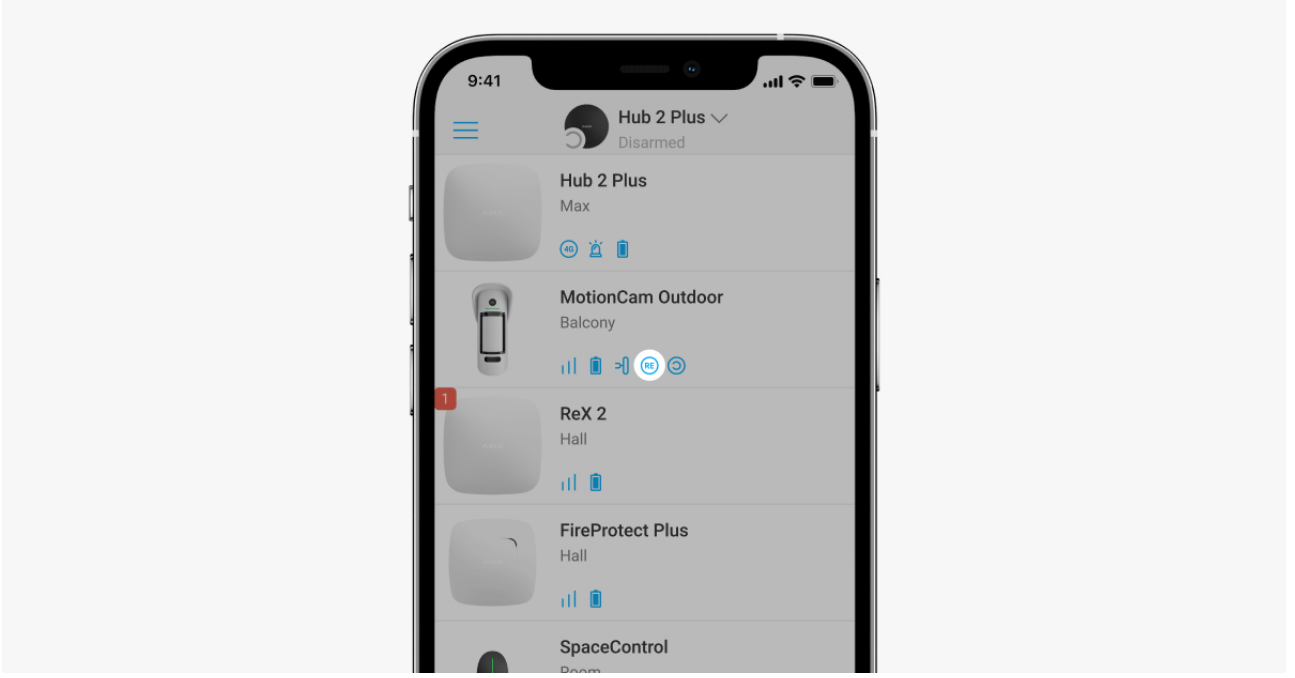 9:41
Hub 2 Plus
Disarmed
Hub 2 Plus
Max
4G
MotionCam Outdoor
Balcony
RE
1
ReX 2
Hall
FireProtect Plus
Hall
SpaceControl
Room